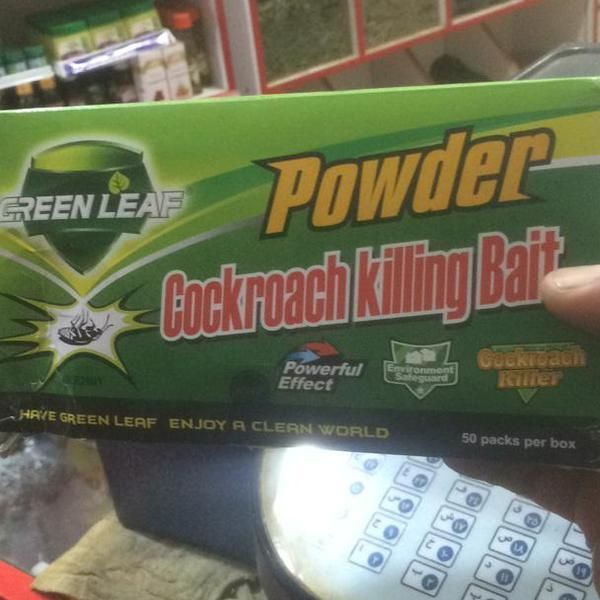 GREEN LEAF
Powder
Cockroach killing Bait
Powerful
Effect
Environment
Safeguard
Cockroach
Killer
HAVE GREEN LEAF ENJOY A CLEAN WORLD
50 packs per box